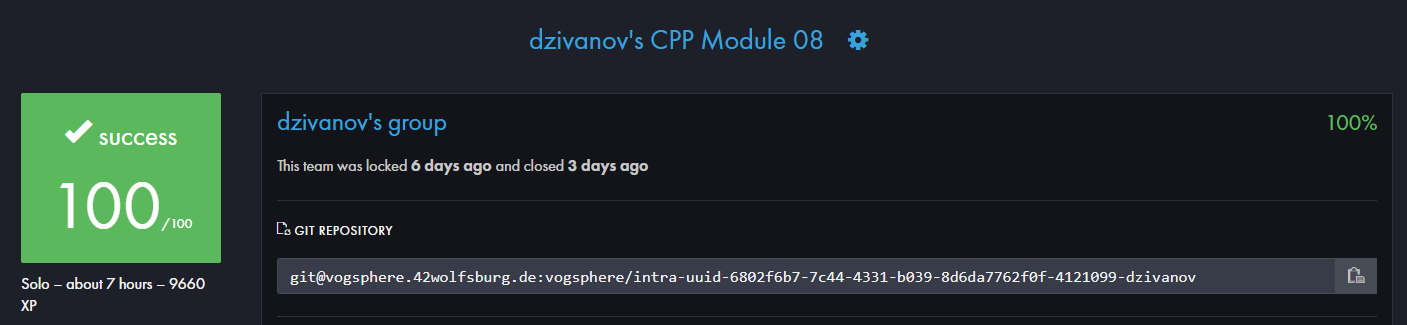 dzivanov's CPP Module 08
success
100/100
Solo – about 7 hours – 9660
XP
dzivanov's group
100%
This team was locked 6 days ago and closed 3 days ago
GIT REPOSITORY
git@vogsphere.42wolfsburg.de:vogsphere/intra-uuid-6802f6b7-7c44-4331-b039-8d6da7762f0f-4121099-dzivanov